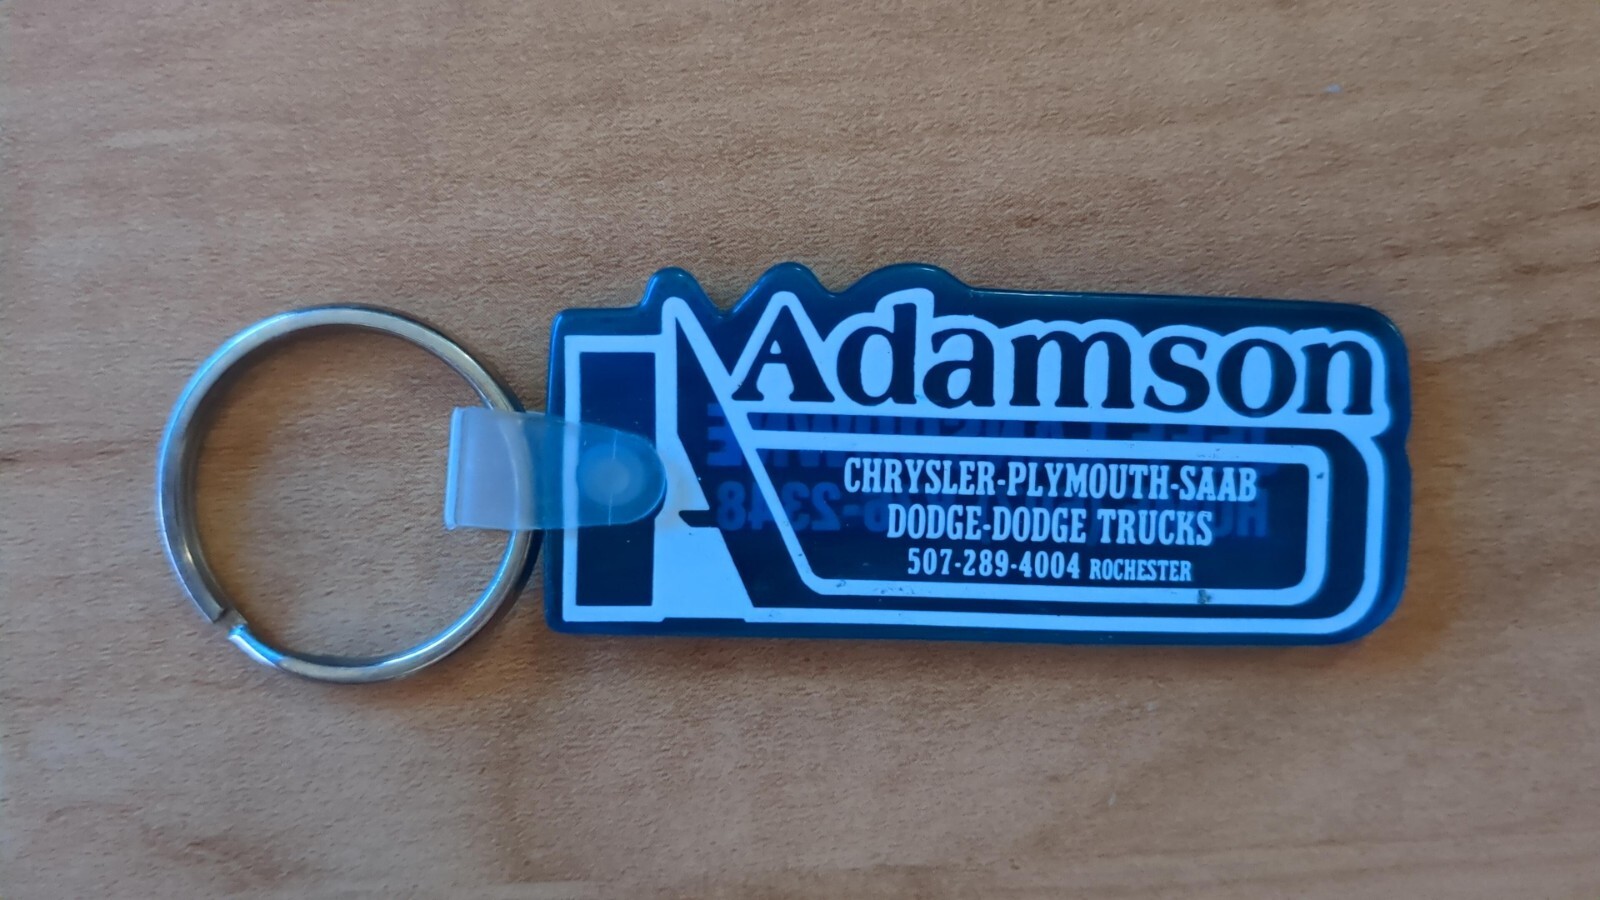 Adamson
CHRYSLER-PLYMOUTH-SAAB
DODGE-DODGE TRUCKS
507-289-4004 ROCHESTER